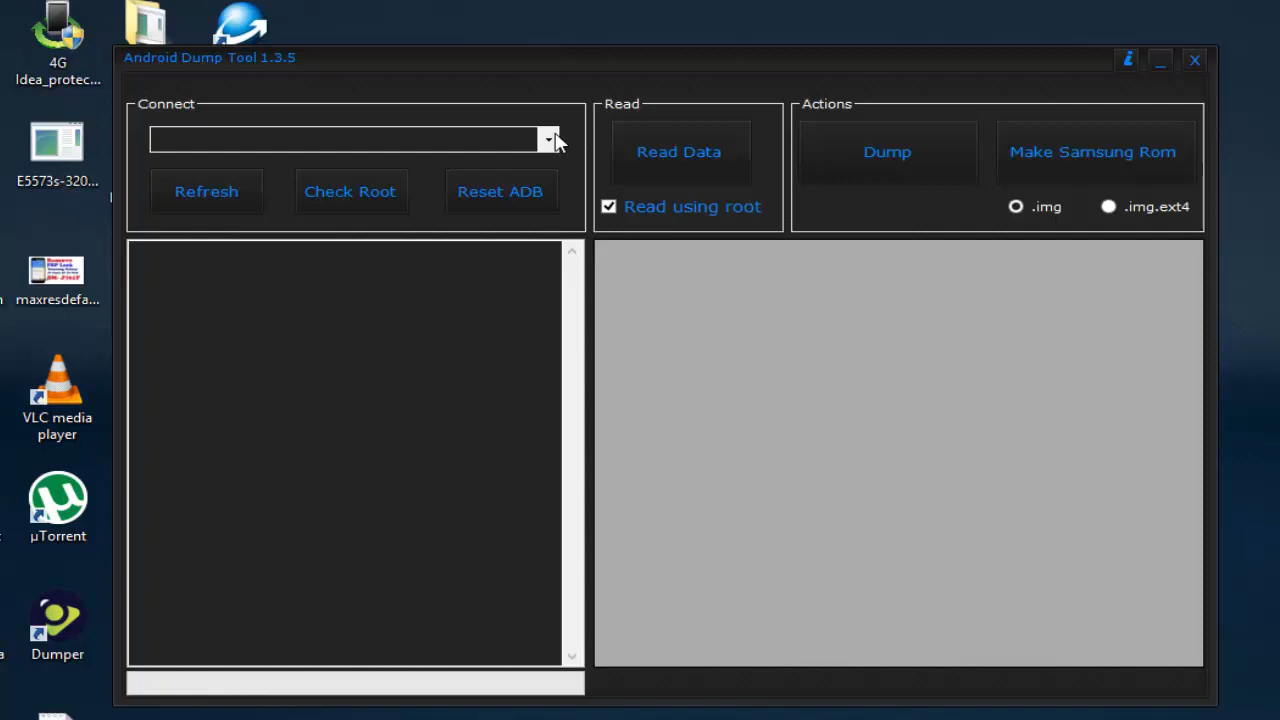 4G
Idea_protec...
E5573s-320...
maxresdefa...
VLC media
player
µTorrent
Dumper
Android Dump Tool 1.3.5
i
_
X
Connect
Refresh
Check Root
Reset ADB
Read
Read Data
Read using root
Actions
Dump
Make Samsung Rom
.img
.img.ext4